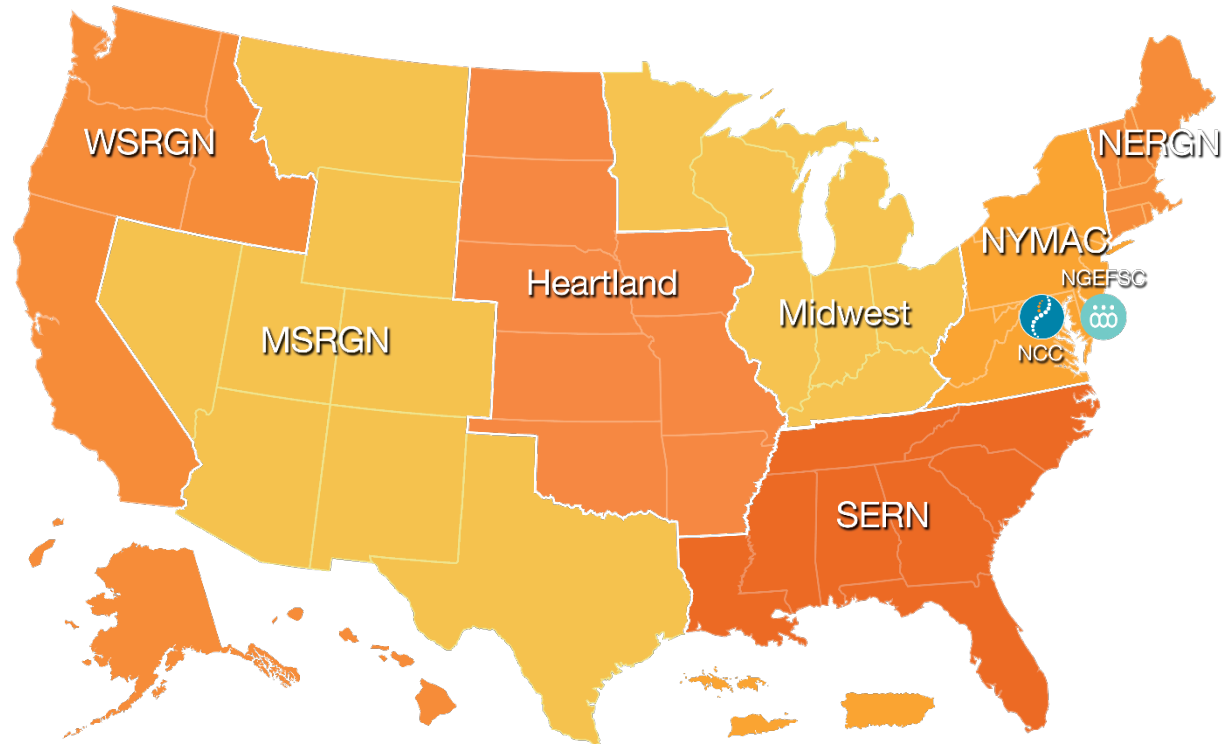 WSRGN
NERGN
NYMAC
NGEFSC
Heartland
Midwest
MSRGN
NCC
SERN